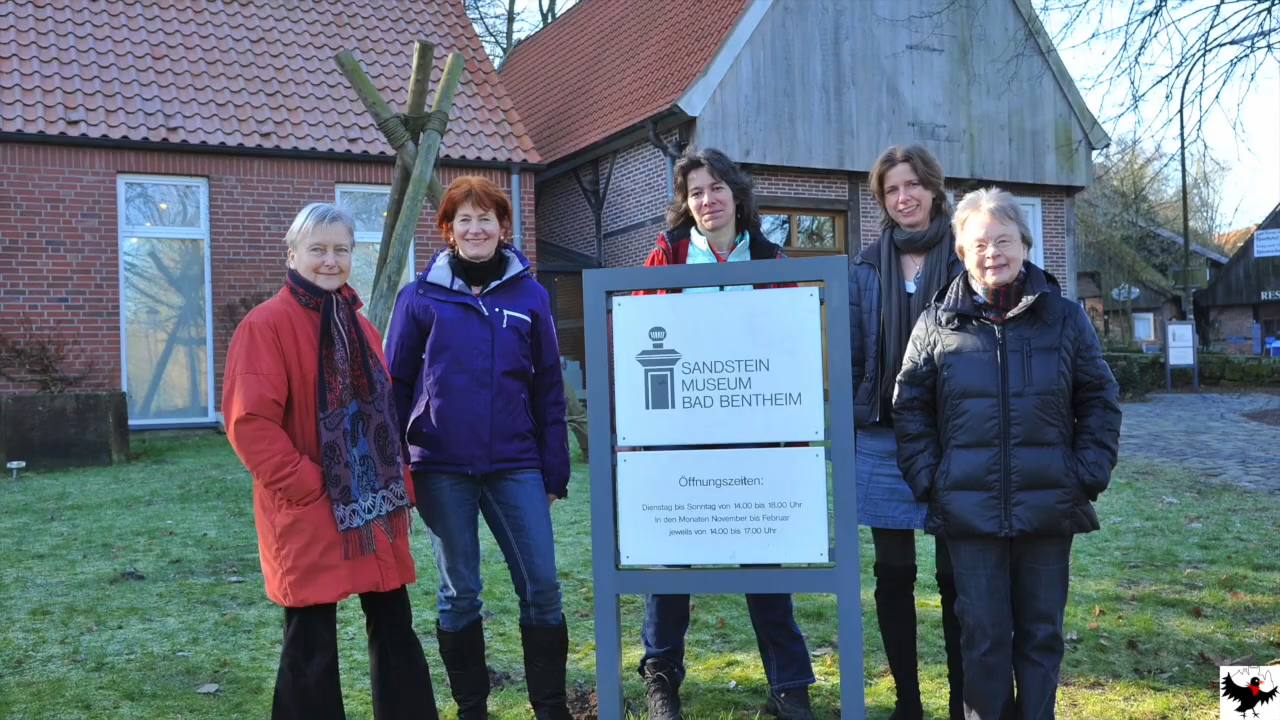 SANDSTEIN
MUSEUM
BAD BENTHEIM
Öffnungszeiten:
Dienstag bis Sonntag von 14.00 bis 18.00 Uhr
In den Monaten November bis Februar
jeweils von 14.00 bis 17.00 Uhr
RES